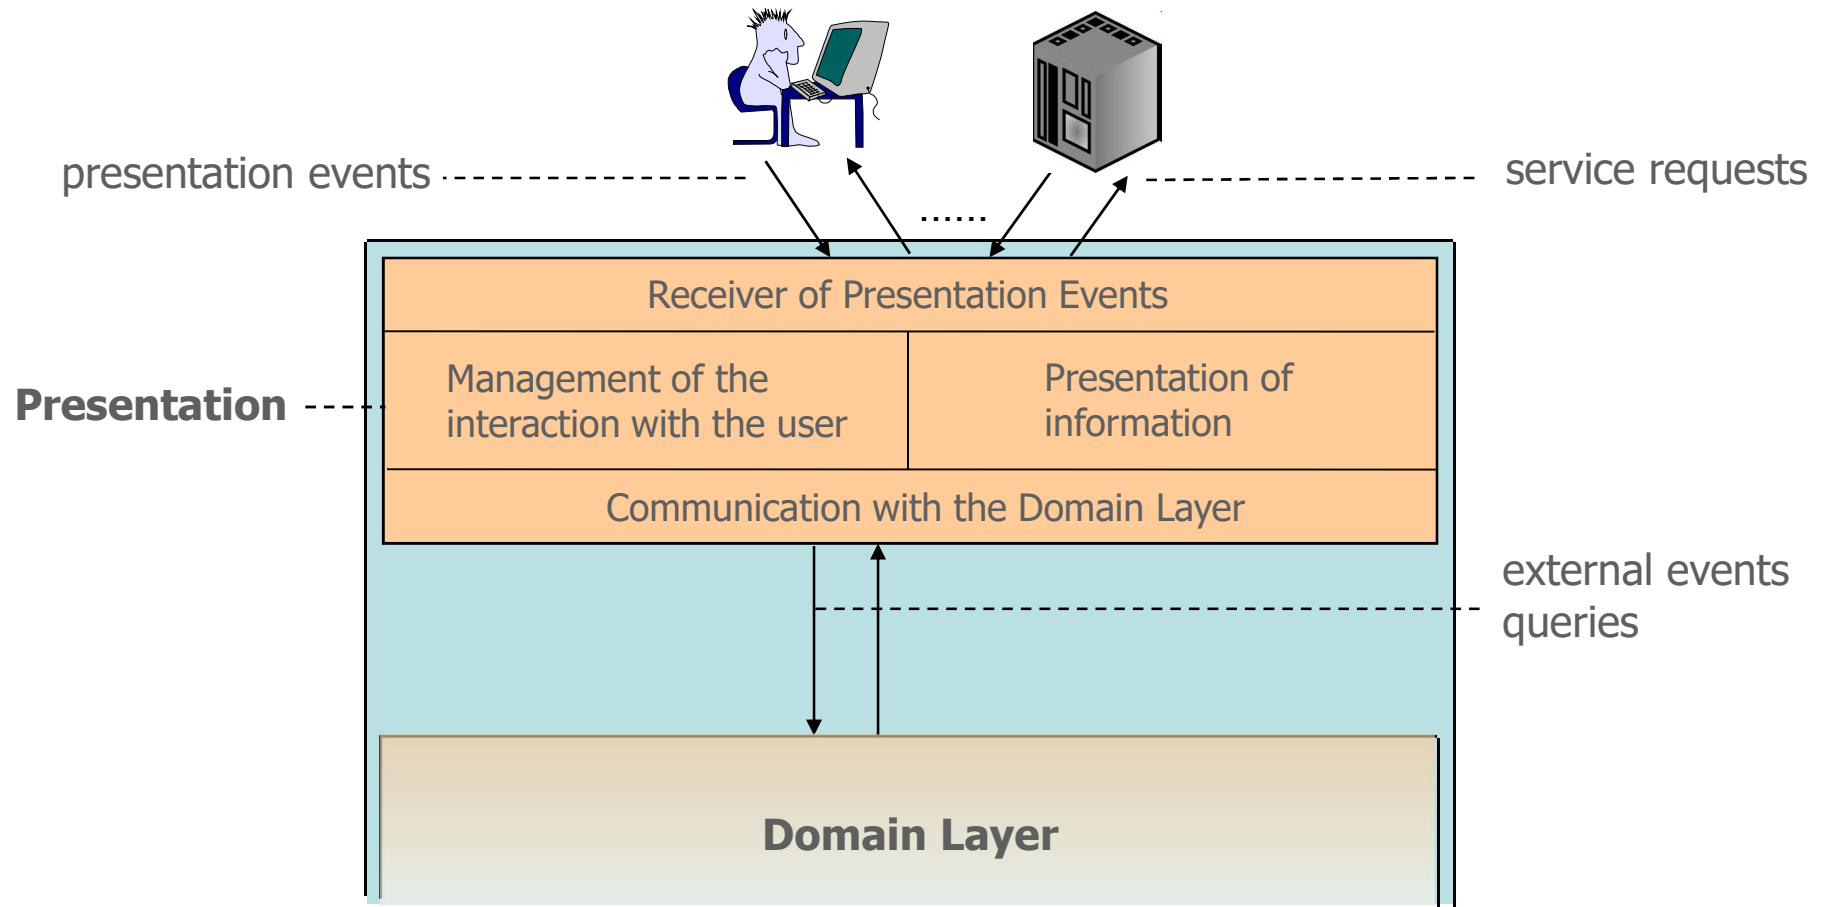 presentation events
service requests
......
Receiver of Presentation Events
Management of the
interaction with the user
Presentation of
information
Presentation
Communication with the Domain Layer
external events
queries
Domain Layer